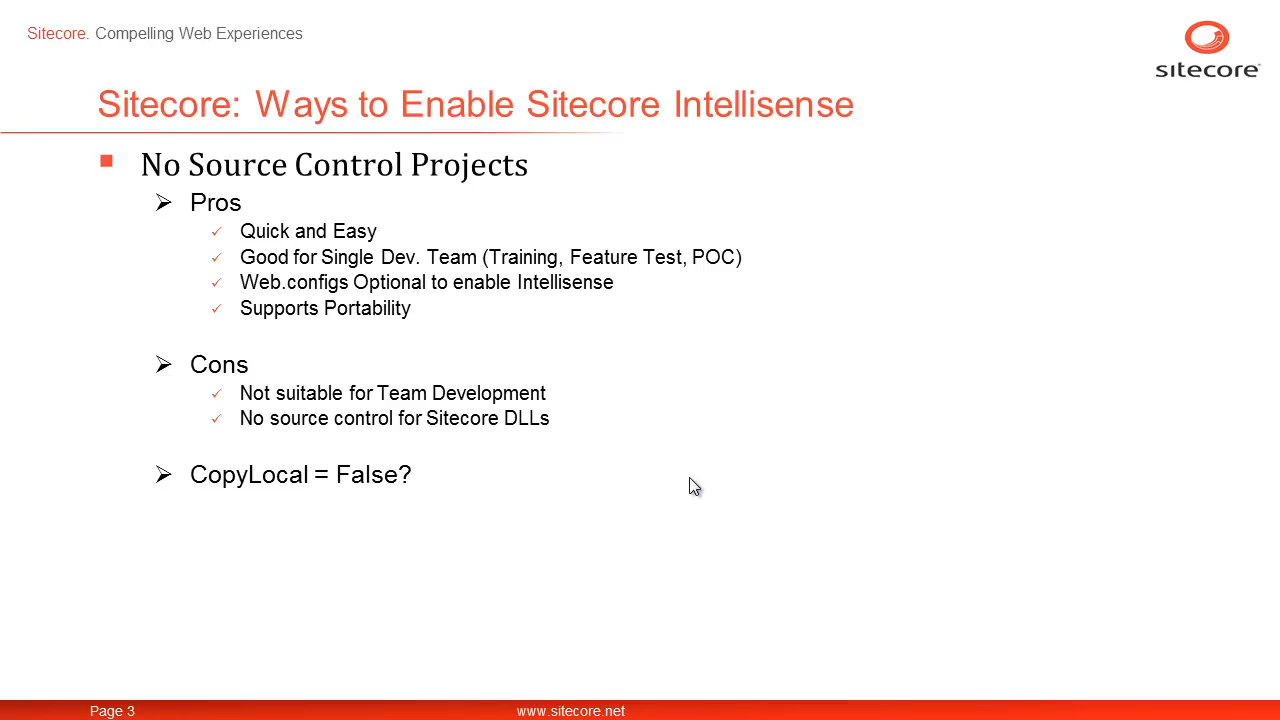 Sitecore. Compelling Web Experiences
sitecore
Sitecore: Ways to Enable Sitecore Intellisense
No Source Control Projects
Pros
Quick and Easy
Good for Single Dev. Team (Training, Feature Test, POC)
Web.configs Optional to enable Intellisense
Supports Portability
Cons
Not suitable for Team Development
No source control for Sitecore DLLs
CopyLocal = False?
Page 3
www.sitecore.net